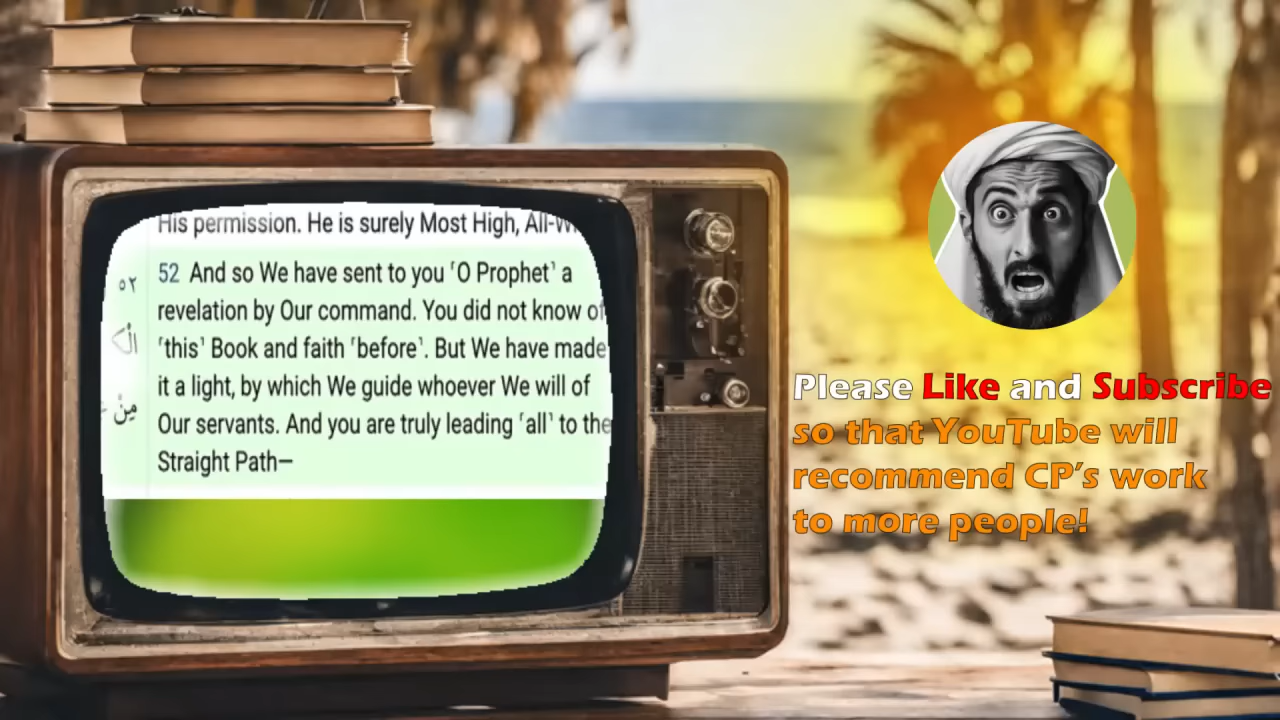 His permission. He is surely Most High, All-Wi
٥٢
52 And so We have sent to you ˹O Prophet˺ a
revelation by Our command. You did not know of
˹this˺ Book and faith ˹before˺. But We have made
it a light, by which We guide whoever We will of
مِنْ
Our servants. And you are truly leading ˹all˺ to the
Straight Path—
Please Like and Subscribe
so that YouTube will
recommend CP's work
to more people!